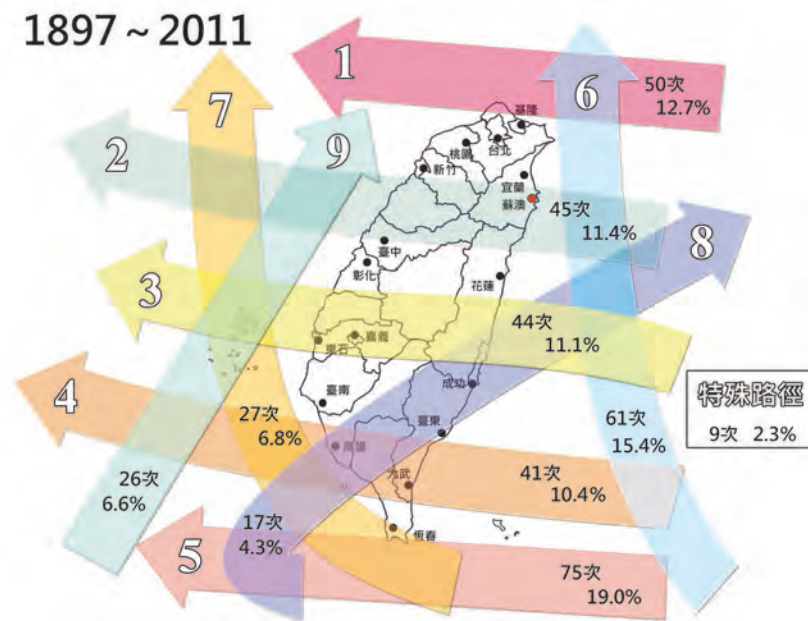 1897～2011
1
50次
12.7%
6
7
基隆
2
9
桃園
台北
新竹
宜蘭
蘇澳
45次
11.4%
8
臺中
彰化
花蓮
3
44次
11.1%
嘉義
東石
特殊路徑
9次 2.3%
成功
4
臺南
27次
6.8%
臺東
61次
15.4%
高雄
大武
41次
10.4%
26次
6.6%
17次
4.3%
恆春
5
75次
19.0%